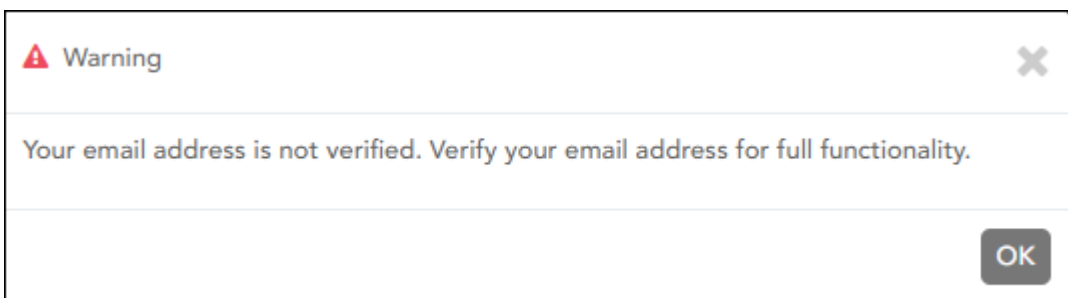 Warning
Your email address is not verified. Verify your email address for full functionality.
OK